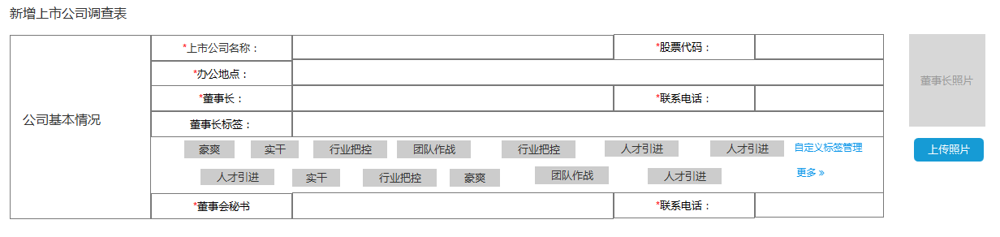 新增上市公司调查表
*上市公司名称： *股票代码：
*办公地点：
*董事长： *联系电话：
公司基本情况
董事长照片
董事长标签：
豪爽 实干 行业把控 团队作战 行业把控 人才引进 人才引进 自定义标签管理
上传照片
人才引进 实干 行业把控 豪爽 团队作战 人才引进 更多 »
*董事会秘书 *联系电话：